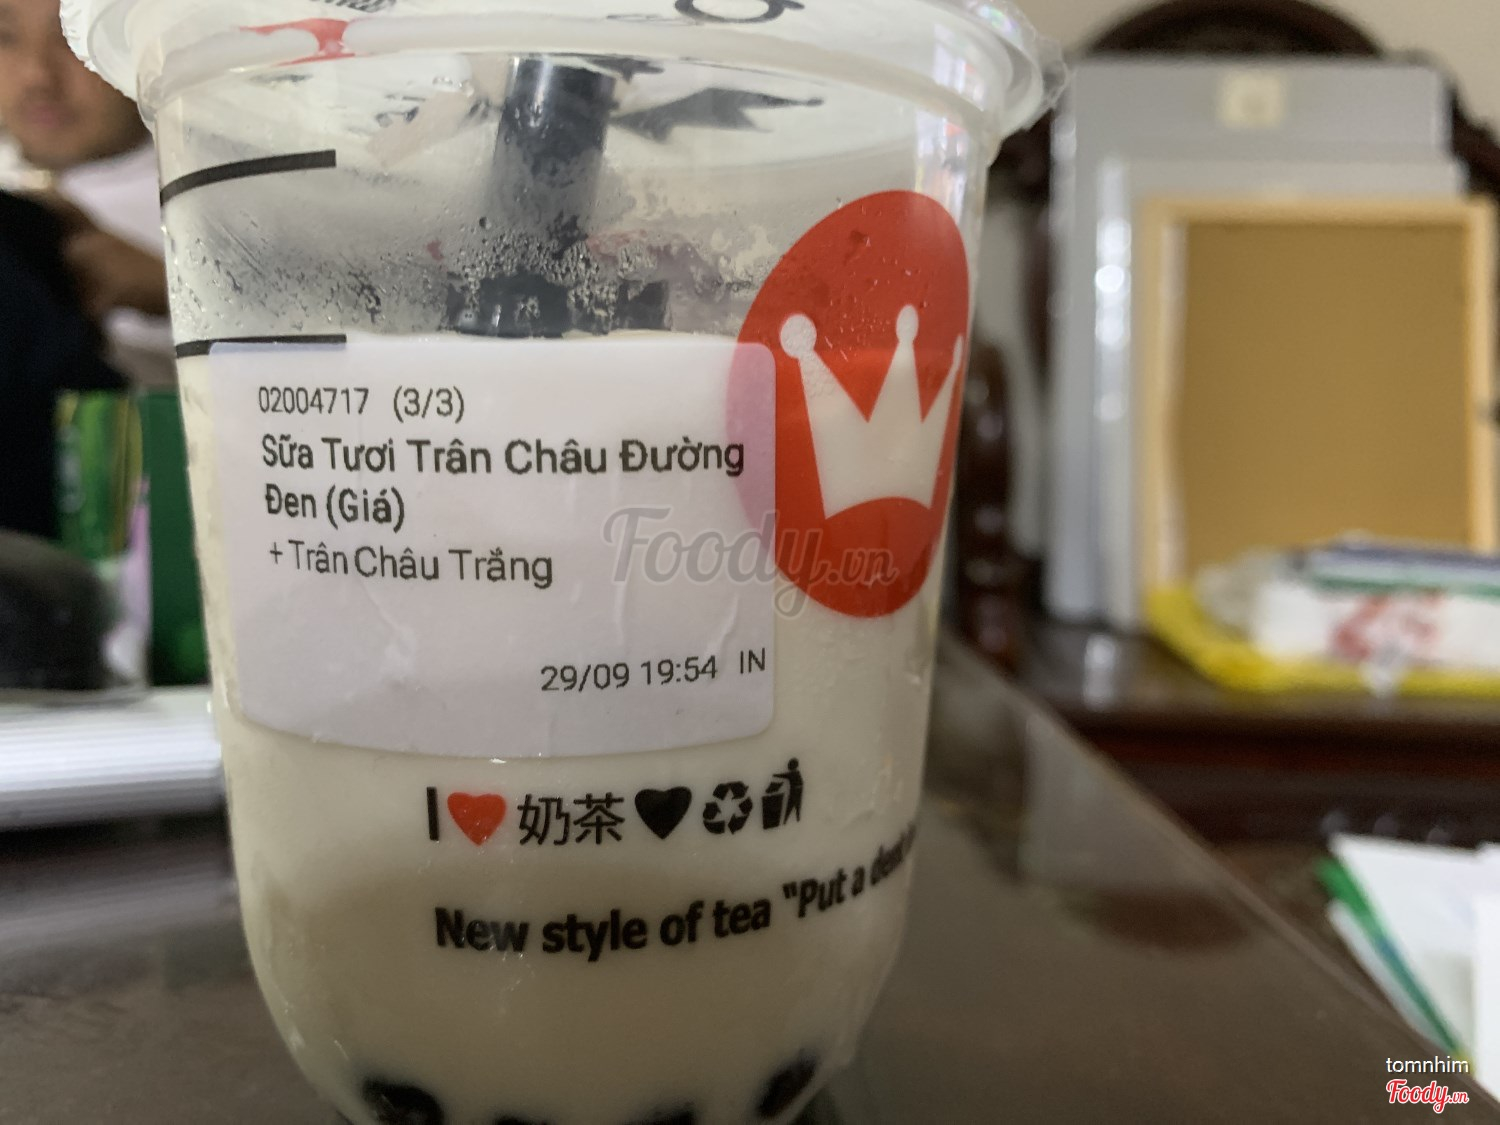 02004717 (3/3)
Sữa Tươi Trân Châu Đường
Đen (Giá)
+ Trân Châu Trắng
Foody.vn
29/09 19:54 IN
I 奶茶
New style of tea "Put a dent
tomnhim
Foody.vn